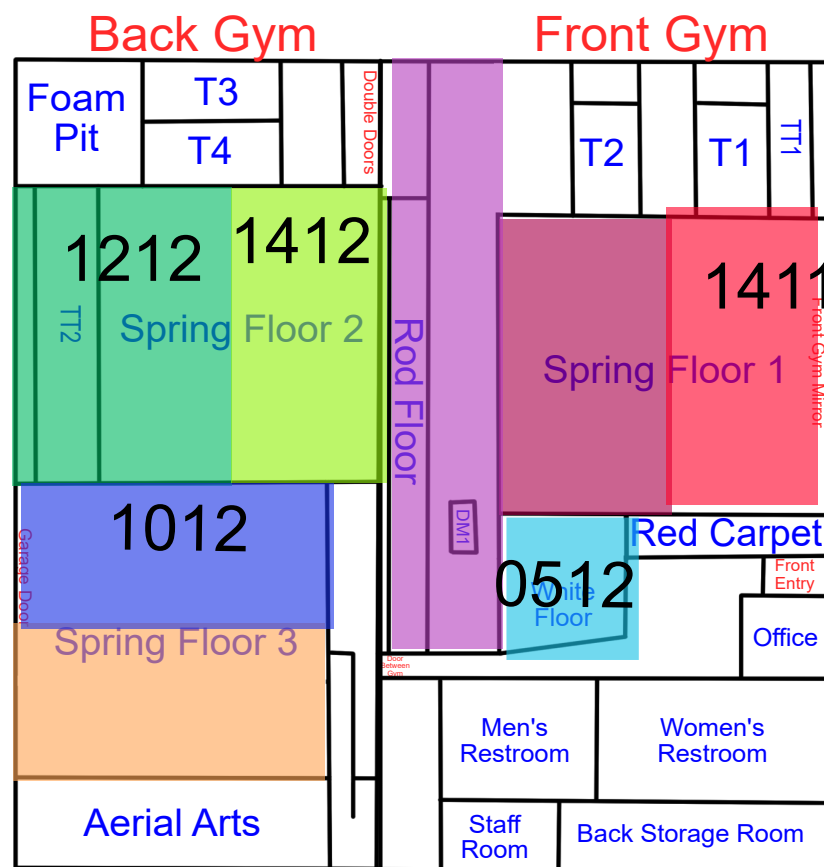 Back Gym
Front Gym
Foam
Pit
T3
T4
Double Doors
T2
T1
TT1
1212
1412
TT2
Spring Floor 2
Rod Floor
1411
Spring Floor 1
Front Gym Mirror
1012
Garage Door
DM1
Red Carpet
0512
White
Floor
Front
Entry
Spring Floor 3
Office
Door
Between
Gym
Men's
Restroom
Women's
Restroom
Aerial Arts
Staff
Room
Back Storage Room